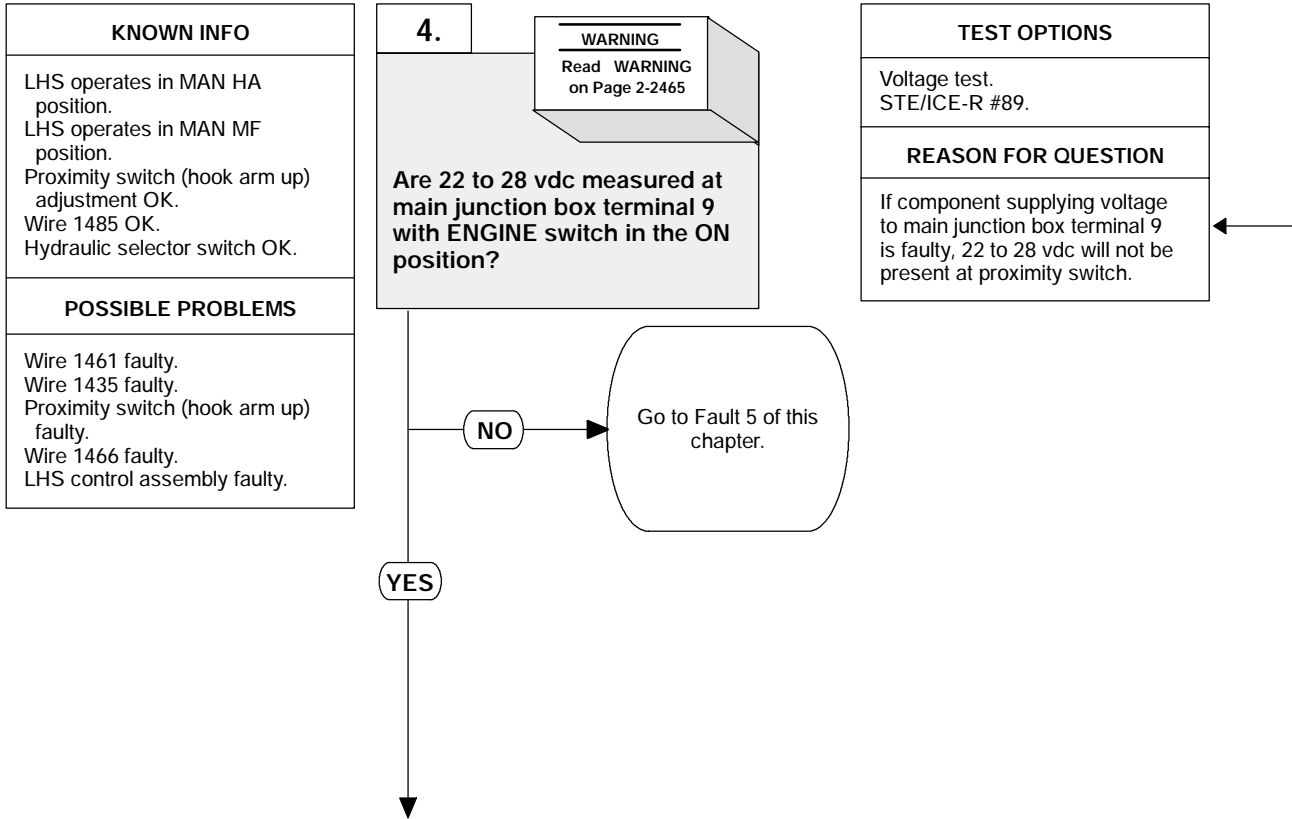 KNOWN INFO
LHS operates in MAN HA
position.
LHS operates in MAN MF
position.
Proximity switch (hook arm up)
adjustment OK.
Wire 1485 OK.
Hydraulic selector switch OK.
POSSIBLE PROBLEMS
Wire 1461 faulty.
Wire 1435 faulty.
Proximity switch (hook arm up)
faulty.
Wire 1466 faulty.
LHS control assembly faulty.
4.
WARNING
Read WARNING
on Page 2-2465
Are 22 to 28 vdc measured at
main junction box terminal 9
with ENGINE switch in the ON
position?
NO
Go to Fault 5 of this
chapter.
YES
TEST OPTIONS
Voltage test.
STE/ICE-R #89.
REASON FOR QUESTION
If component supplying voltage
to main junction box terminal 9
is faulty, 22 to 28 vdc will not be
present at proximity switch.